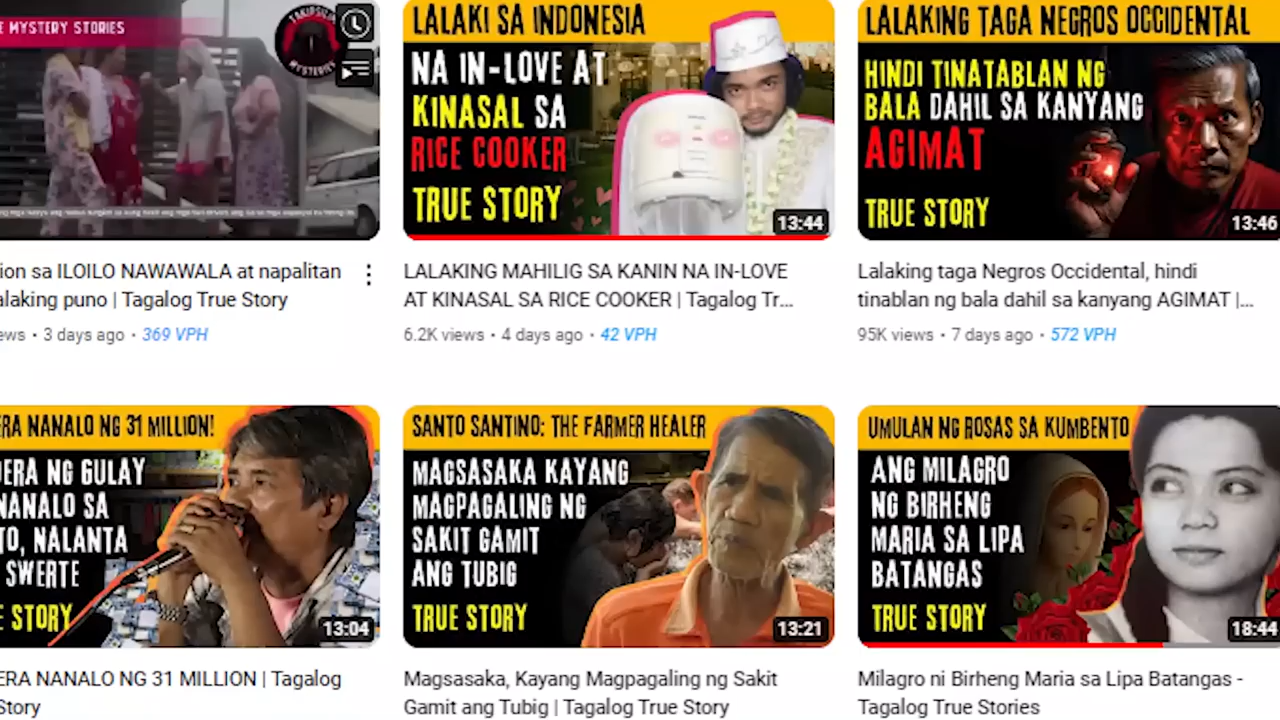 E MYSTERY STORIES
TAKIPSILIM
MYSTERIES
ion sa ILOILO NAWAWALA at napalitan
alaking puno | Tagalog True Story
ews • 3 days ago • 369 VPH
LALAKI SA INDONESIA
NA IN-LOVE AT
KINASAL SA
RICE COOKER
TRUE STORY
13:44
LALAKING MAHILIG SA KANIN NA IN-LOVE
AT KINASAL SA RICE COOKER | Tagalog Tr...
6.2K views • 4 days ago • 42 VPH
LALAKING TAGA NEGROS OCCIDENTAL
HINDI TINATABLAN NG
BALA DAHIL SA KANYANG
AGIMAT
TRUE STORY
13:46
Lalaking taga Negros Occidental, hindi
tinablan ng bala dahil sa kanyang AGIMAT |...
95K views • 7 days ago • 572 VPH
ERA NANALO NG 31 MILLION!
DERA NG GULAY
NANALO SA
TO, NALANTA
SWERTE
E STORY
13:04
ERA NANALO NG 31 MILLION | Tagalog
Story
SANTO SANTINO: THE FARMER HEALER
MAGSASAKA KAYANG
MAGPAGALING NG
SAKIT GAMIT
ANG TUBIG
TRUE STORY
13:21
Magsasaka, Kayang Magpagaling ng Sakit
Gamit ang Tubig | Tagalog True Story
UMULAN NG ROSAS SA KUMBENTO
ANG MILAGRO
NG BIRHENG
MARIA SA LIPA
BATANGAS
TRUE STORY
18:44
Milagro ni Birheng Maria sa Lipa Batangas -
Tagalog True Stories